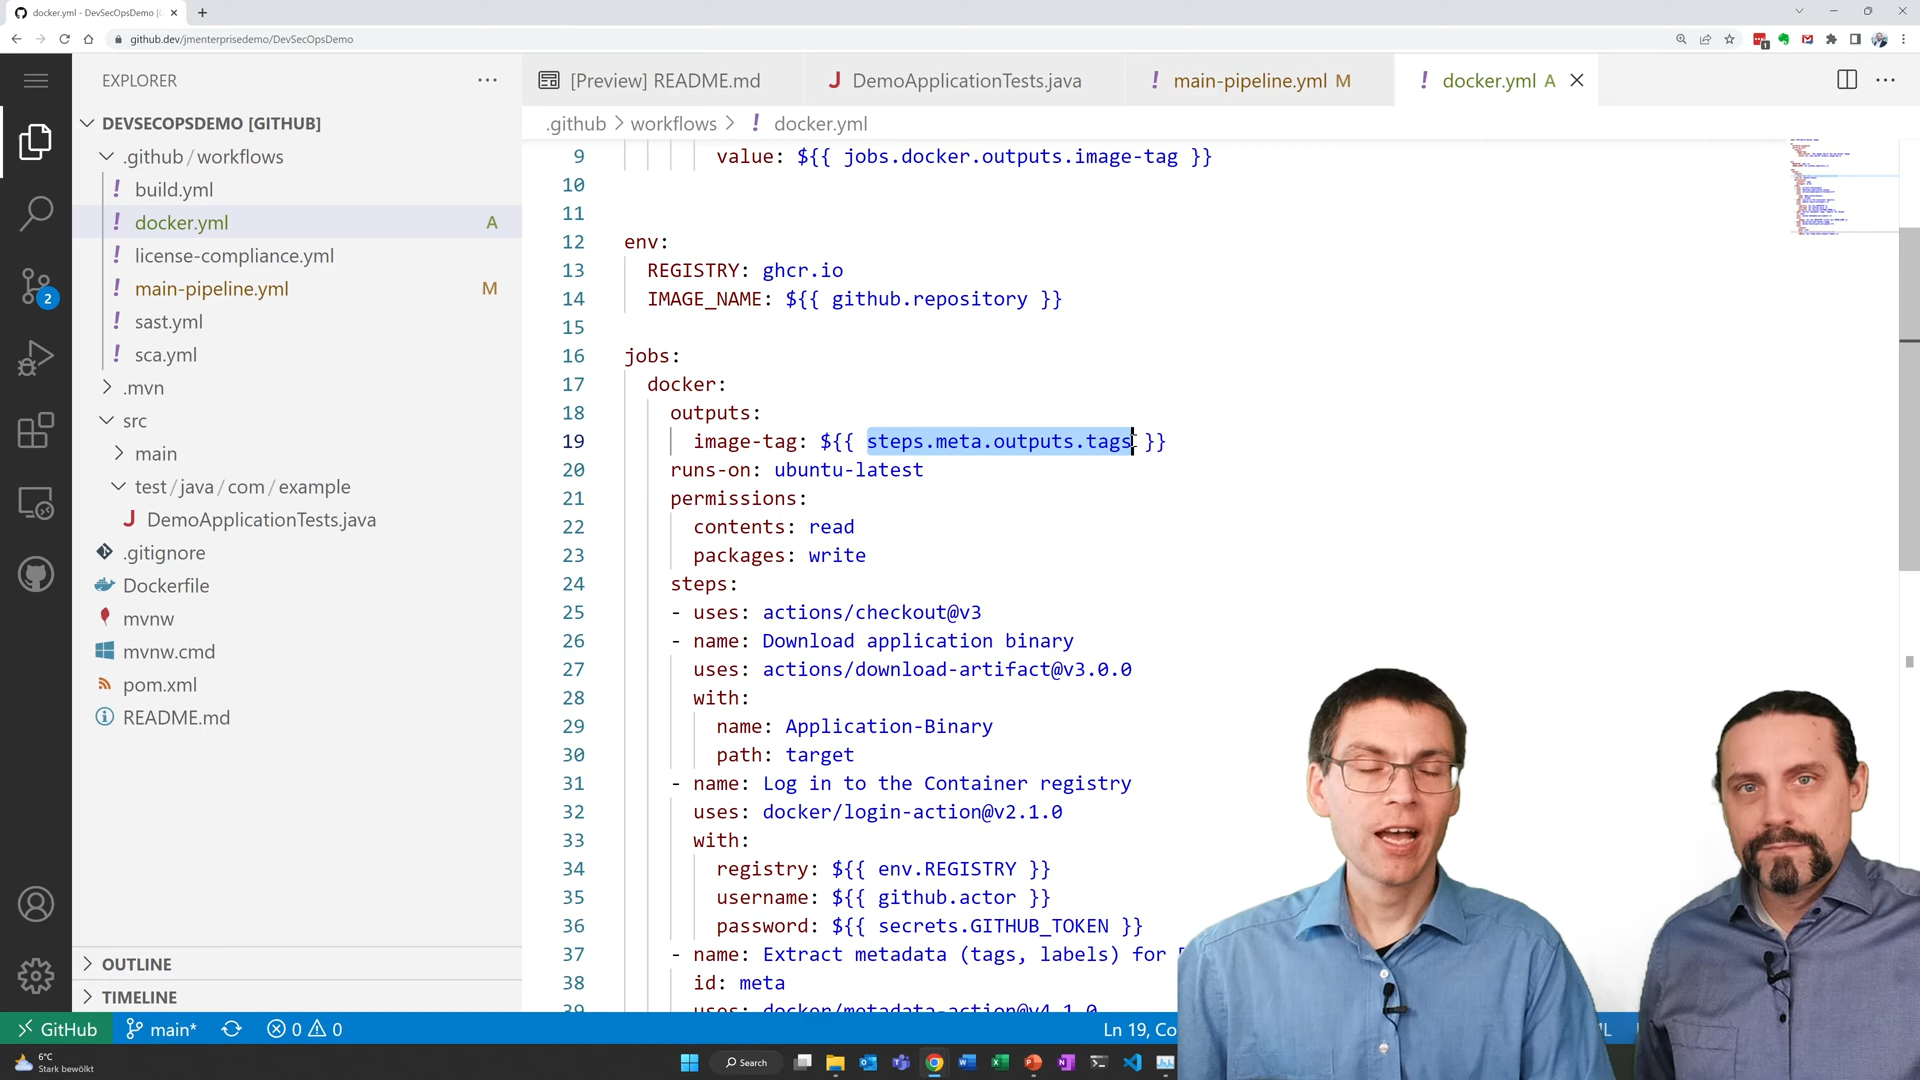 docker.yml - DevSecOpsDemo [G
github.dev/jmenterprisedemo/DevSecOpsDemo
EXPLORER
[Preview] README.md
DemoApplicationTests.java
main-pipeline.yml M
docker.yml A
DEVSECOPSDEMO [GITHUB]
.github / workflows
build.yml
docker.yml A
license-compliance.yml
main-pipeline.yml M
sast.yml
sca.yml
.mvn
src
main
test / java / com / example
DemoApplicationTests.java
.gitignore
Dockerfile
mvnw
mvnw.cmd
pom.xml
README.md
2
OUTLINE
TIMELINE
.github > workflows > ! docker.yml
9 value: ${{ jobs.docker.outputs.image-tag }}
10
11
12 env:
13 REGISTRY: ghcr.io
14 IMAGE_NAME: ${{ github.repository }}
15
16 jobs:
17 docker:
18 outputs:
19 image-tag: ${{ steps.meta.outputs.tags }}
20 runs-on: ubuntu-latest
21 permissions:
22 contents: read
23 packages: write
24 steps:
25 - uses: actions/checkout@v3
26 - name: Download application binary
27 uses: actions/download-artifact@v3.0.0
28 with:
29 name: Application-Binary
30 path: target
31 - name: Log in to the Container registry
32 uses: docker/login-action@v2.1.0
33 with:
34 registry: ${{ env.REGISTRY }}
35 username: ${{ github.actor }}
36 password: ${{ secrets.GITHUB_TOKEN }}
37 - name: Extract metadata (tags, labels) for
38 id: meta
39 uses: docker/metadata-action@v4.1.0
GitHub
main*
0 0
Ln 19, Co
6°C
Stark bewölkt
Search